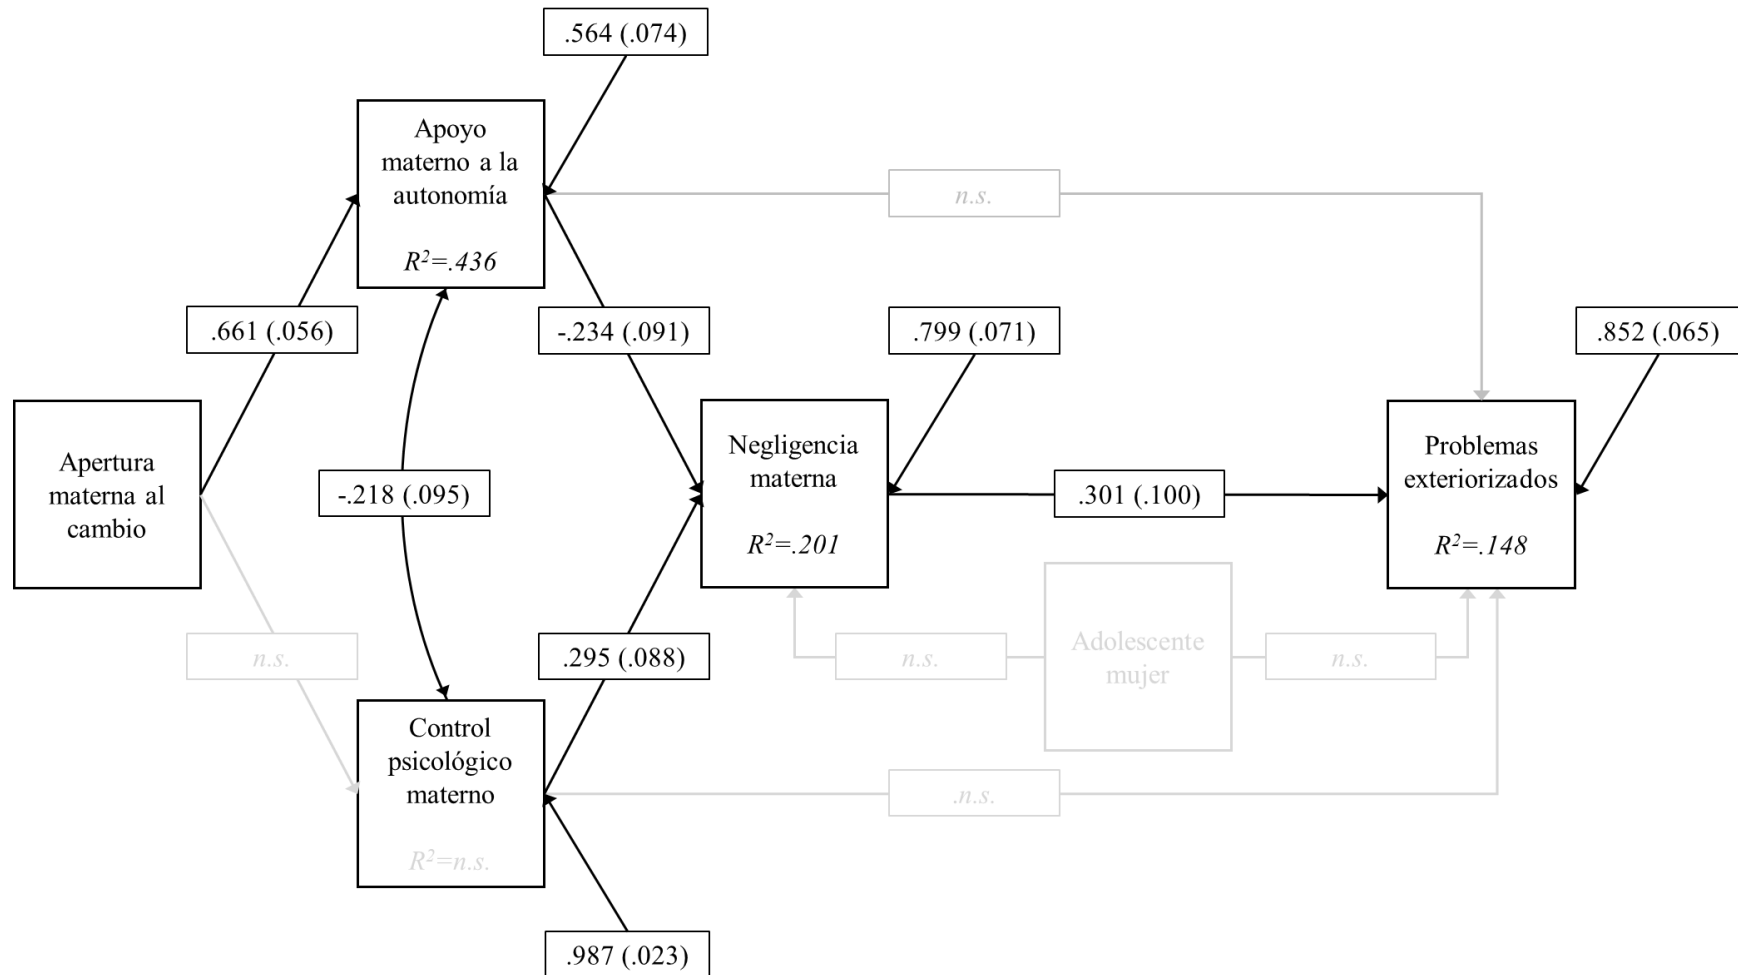 .564 (.074)
Apoyo
materno a la
autonomía
R²=.436
n.s.
.661 (.056)
-.234 (.091)
.799 (.071)
.852 (.065)
Apertura
materna al
cambio
-.218 (.095)
Negligencia
materna
R²=.201
.301 (.100)
Problemas
exteriorizados
R²=.148
n.s.
.295 (.088)
n.s.
Adolescente
mujer
n.s.
Control
psicológico
materno
R²=n.s.
.n.s.
.987 (.023)